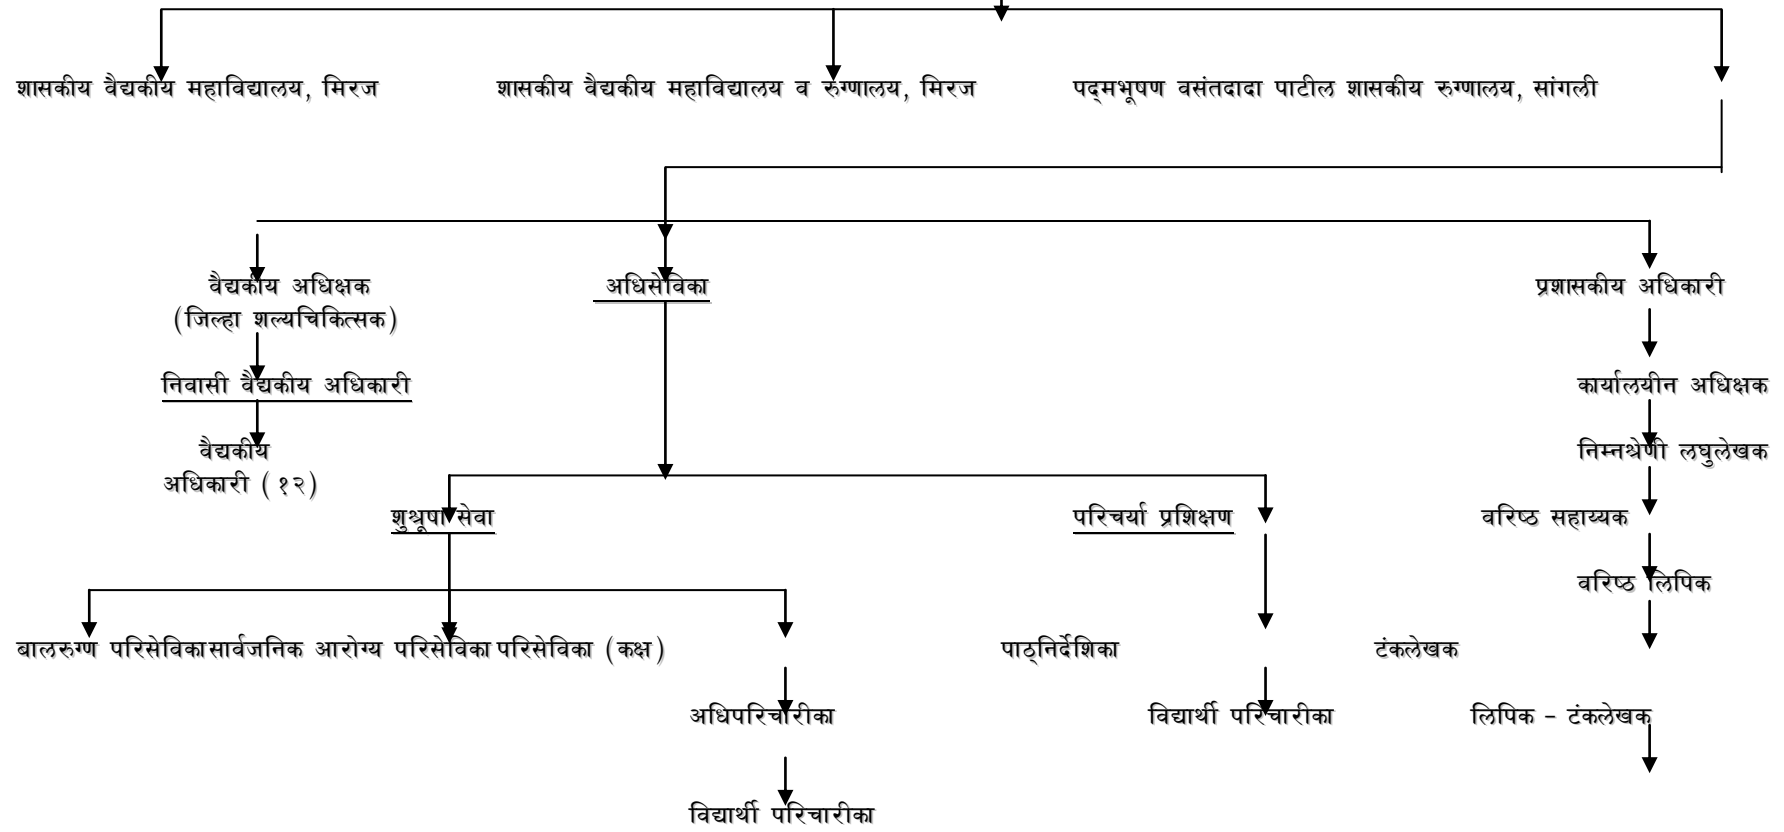 शासकीय वैद्यकीय महाविद्यालय, मिरज शासकीय वैद्यकीय महाविद्यालय व रुग्णालय, मिरज पद्मभूषण वसंतदादा पाटील शासकीय रुग्णालय, सांगली
वैद्यकीय अधिक्षक अधिसेविका प्रशासकीय अधिकारी
(जिल्हा शल्यचिकित्सक)
निवासी वैद्यकीय अधिकारी कार्यालयीन अधिक्षक
वैद्यकीय निम्नश्रेणी लघुलेखक
अधिकारी (१२)
शुश्रूषा सेवा परिचर्या प्रशिक्षण वरिष्ठ सहाय्यक
वरिष्ठ लिपिक
बालरुग्ण परिसेविका सार्वजनिक आरोग्य परिसेविका परिसेविका (कक्ष) पाठ्निर्देशिका टंकलेखक
अधिपरिचारीका विद्यार्थी परिचारीका लिपिक - टंकलेखक
विद्यार्थी परिचारीका